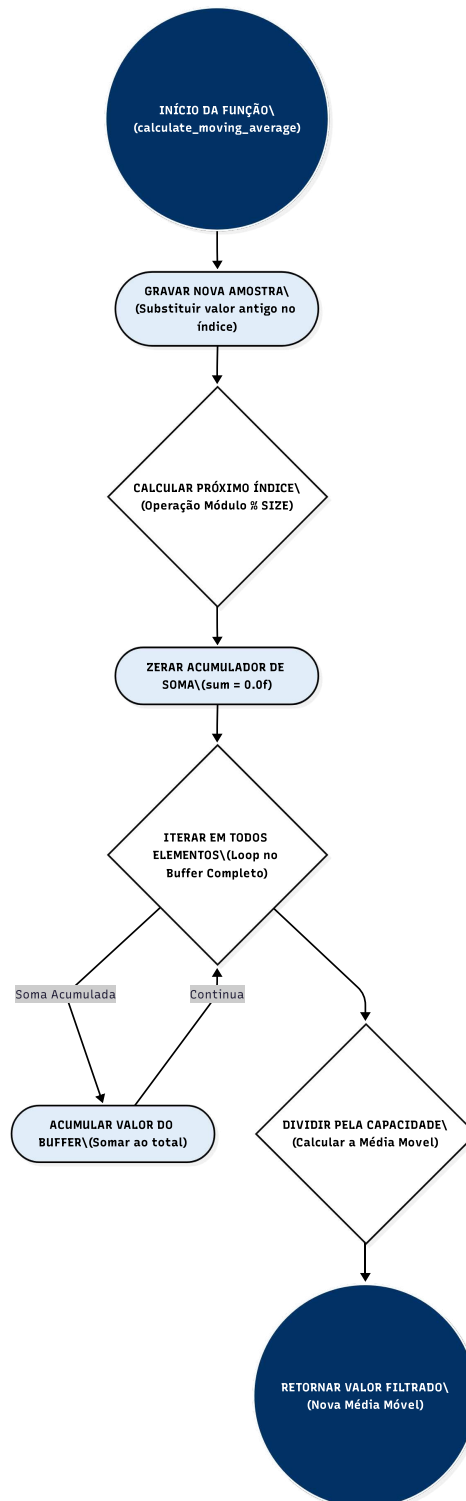 INÍCIO DA FUNÇÃO\
(calculate_moving_average)
GRAVAR NOVA AMOSTRA\
(Substituir valor antigo no
índice)
CALCULAR PRÓXIMO ÍNDICE\
(Operação Módulo % SIZE)
ZERAR ACUMULADOR DE
SOMA\(sum = 0.0f)
ITERAR EM TODOS
ELEMENTOS\(Loop no
Buffer Completo)
Soma Acumulada
Continua
ACUMULAR VALOR DO
BUFFER\(Somar ao total)
DIVIDIR PELA CAPACIDADE\
(Calcular a Média Movel)
RETORNAR VALOR FILTRADO\
(Nova Média Móvel)